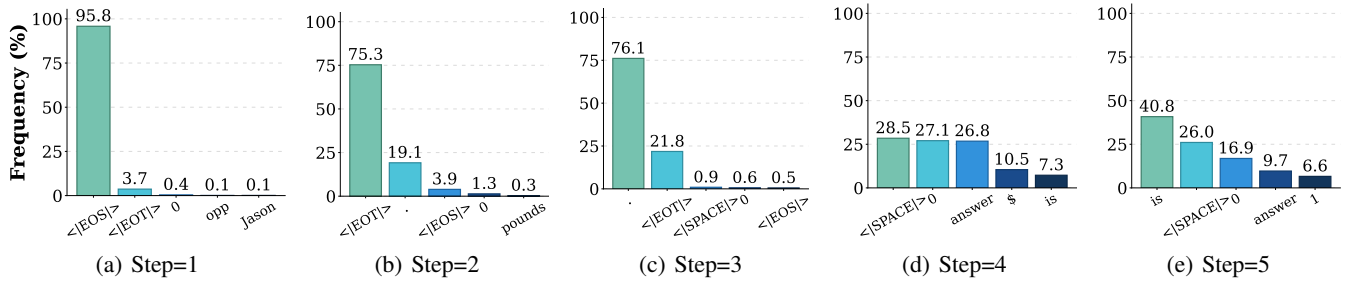 Frequency (%)
100
75
50
25
0
95.8
3.7
0.4
0.1
0.1
<|EOS|>
<|EOT|>
0
opp
Jason
(a) Step=1
100
75
50
25
0
75.3
19.1
3.9
1.3
0.3
<|EOT|>
.
<|EOS|>
0
pounds
(b) Step=2
100
75
50
25
0
76.1
21.8
0.9
0.6
0.5
.
<|EOT|>
<|SPACE|>
0
<|EOS|>
(c) Step=3
100
75
50
25
0
28.5
27.1
26.8
10.5
7.3
<|SPACE|>
0
answer
$
is
(d) Step=4
100
75
50
25
0
40.8
26.0
16.9
9.7
6.6
is
<|SPACE|>
0
answer
1
(e) Step=5